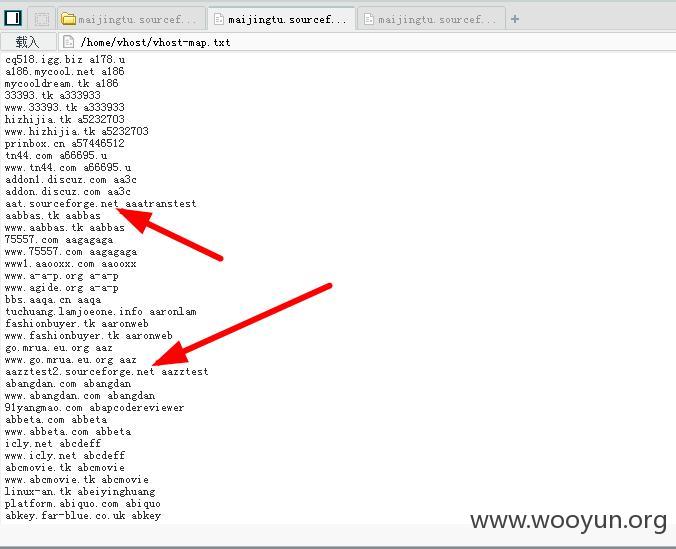 maijingtu.sourcef...
maijingtu.sourcef...
maijingtu.sourcef...
载入
/home/vhost/vhost-map.txt
cq518.igg.biz a178.u
a186.mycool.net a186
mycooldream.tk a186
33393.tk a333933
www.33393.tk a333933
hizhijia.tk a5232703
www.hizhijia.tk a5232703
prinbox.cn a57446512
tn44.com a66695.u
www.tn44.com a66695.u
addon1.discuz.com aa3c
addon.discuz.com aa3c
aat.sourceforge.net aaatranstest
aabbas.tk aabbas
www.aabbas.tk aabbas
75557.com aagagaga
www.75557.com aagagaga
www1.aaooxx.com aaooxx
www.a-a-p.org a-a-p
www.agide.org a-a-p
bbs.aaqa.cn aaqa
tuchuang.lamjoeone.info aaronlam
fashionbuyer.tk aaronweb
www.fashionbuyer.tk aaronweb
go.mrua.eu.org aaz
www.go.mrua.eu.org aaz
aazztest2.sourceforge.net aazztest
abangdan.com abangdan
www.abangdan.com abangdan
91yangmao.com abapcodereviewer
abbeta.com abbeta
www.abbeta.com abbeta
icly.net abcdeff
www.icly.net abcdeff
abcmovie.tk abcmovie
www.abcmovie.tk abcmovie
linux-an.tk abeiyinghuang
platform.abiquo.com abiquo
abkey.far-blue.co.uk abkey
www.wooyun.org